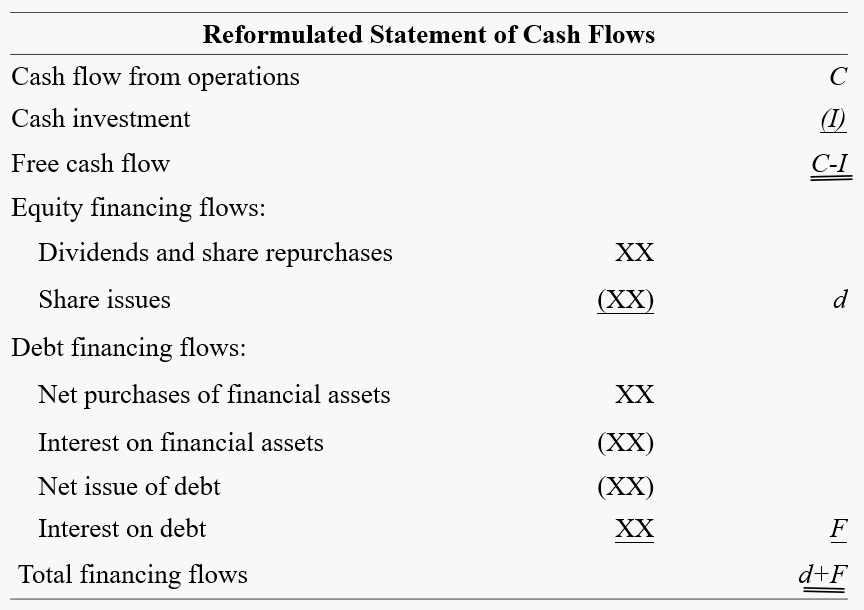 Reformulated Statement of Cash Flows
Cash flow from operations C
Cash investment (I)
Free cash flow C-I
Equity financing flows:
Dividends and share repurchases XX
Share issues (XX) d
Debt financing flows:
Net purchases of financial assets XX
Interest on financial assets (XX)
Net issue of debt (XX)
Interest on debt XX F
Total financing flows d+F